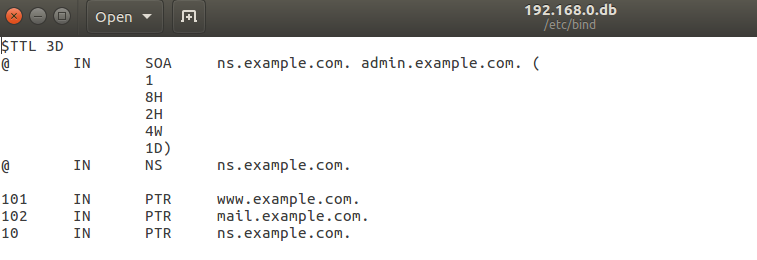 Open
192.168.0.db
/etc/bind
$TTL 3D
@ IN SOA ns.example.com. admin.example.com. (
1
8H
2H
4W
1D)
@ IN NS ns.example.com.
101 IN PTR www.example.com.
102 IN PTR mail.example.com.
10 IN PTR ns.example.com.